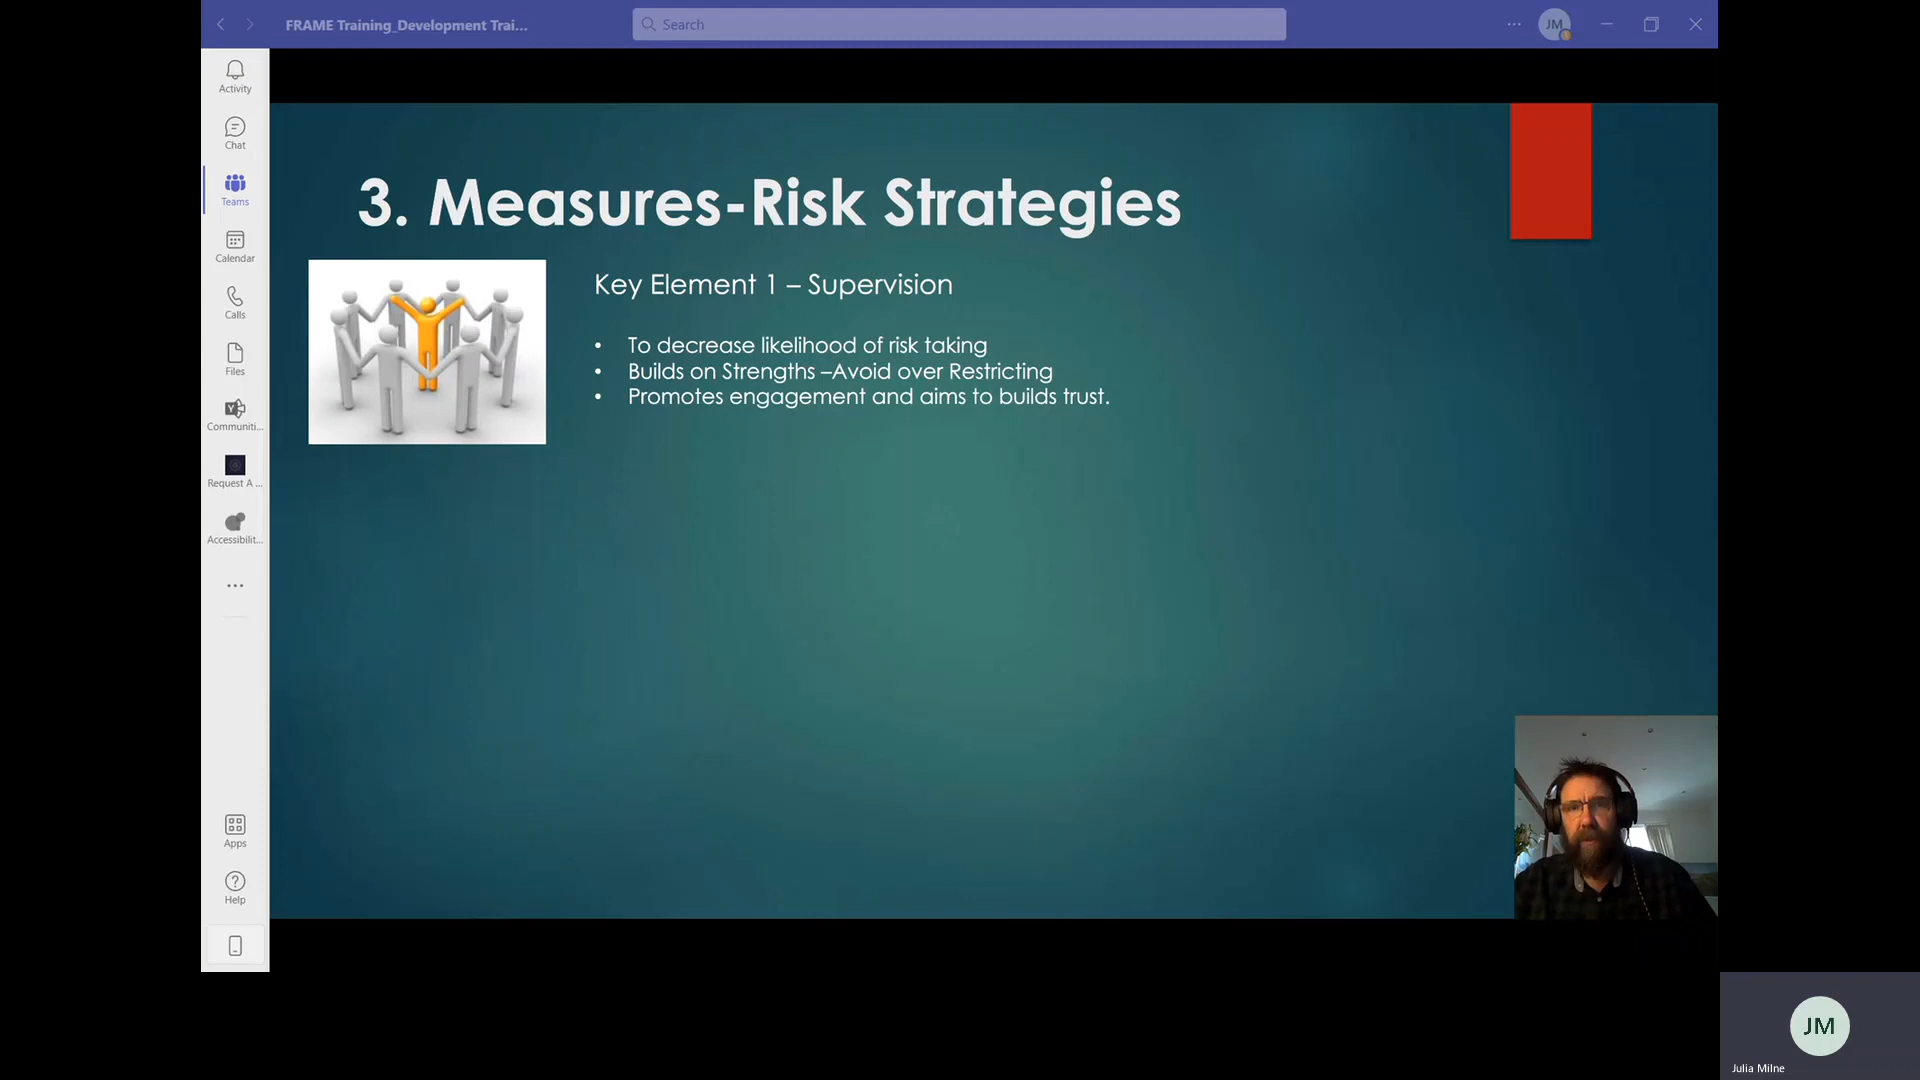 FRAME Training_Development Trai...
Search
JM
Activity
Chat
Teams
Calendar
Calls
Files
Communiti...
Request A ...
Accessibilit...
Apps
Help
3. Measures-Risk Strategies
Key Element 1 – Supervision
• To decrease likelihood of risk taking
• Builds on Strengths –Avoid over Restricting
• Promotes engagement and aims to builds trust.
JM
Julia Milne